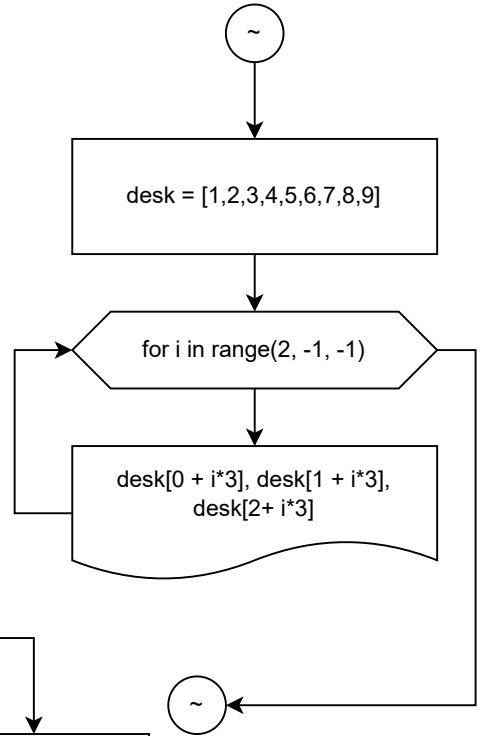 ~
desk = [1,2,3,4,5,6,7,8,9]
for i in range(2, -1, -1)
desk[0 + i*3], desk[1 + i*3],
desk[2+ i*3]
~